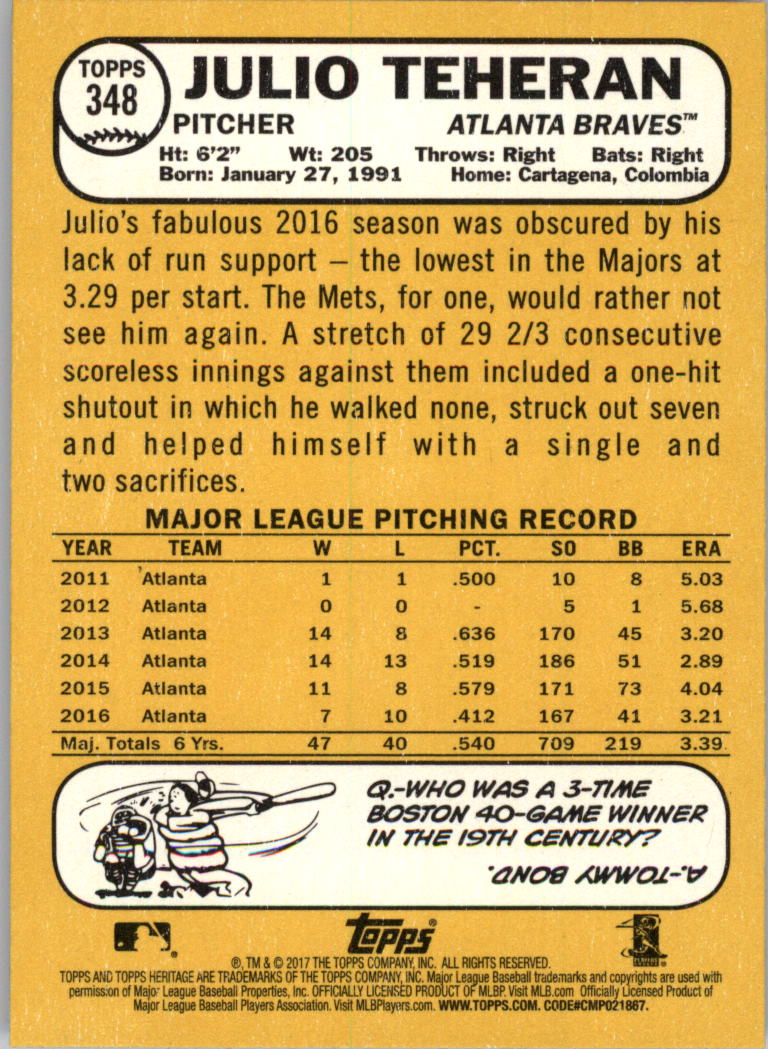 TOPPS
348
JULIO TEHERAN
PITCHER ATLANTA BRAVES™
Ht: 6'2" Wt: 205 Throws: Right Bats: Right
Born: January 27, 1991 Home: Cartagena, Colombia
Julio's fabulous 2016 season was obscured by his
lack of run support – the lowest in the Majors at
3.29 per start. The Mets, for one, would rather not
see him again. A stretch of 29 2/3 consecutive
scoreless innings against them included a one-hit
shutout in which he walked none, struck out seven
and helped himself with a single and
two sacrifices.
MAJOR LEAGUE PITCHING RECORD
YEAR TEAM W L PCT. SO BB ERA
2011 Atlanta 1 1 .500 10 8 5.03
2012 Atlanta 0 0 - 5 1 5.68
2013 Atlanta 14 8 .636 170 45 3.20
2014 Atlanta 14 13 .519 186 51 2.89
2015 Atlanta 11 8 .579 171 73 4.04
2016 Atlanta 7 10 .412 167 41 3.21
Maj. Totals 6 Yrs. 47 40 .540 709 219 3.39
Q.-WHO WAS A 3-TIME
BOSTON 40-GAME WINNER
IN THE 19TH CENTURY?
A.-TOMMY BOND.
topps®
®, TM & © 2017 THE TOPPS COMPANY, INC. ALL RIGHTS RESERVED.
TOPPS AND TOPPS HERITAGE ARE TRADEMARKS OF THE TOPPS COMPANY, INC. Major League Baseball trademarks and copyrights are used with
permission of Major League Baseball Properties, Inc. OFFICIALLY LICENSED PRODUCT OF MLBP. Visit MLB.com Officially Licensed Product of
Major League Baseball Players Association. Visit MLBPlayers.com. WWW.TOPPS.COM. CODE#CMP021867.